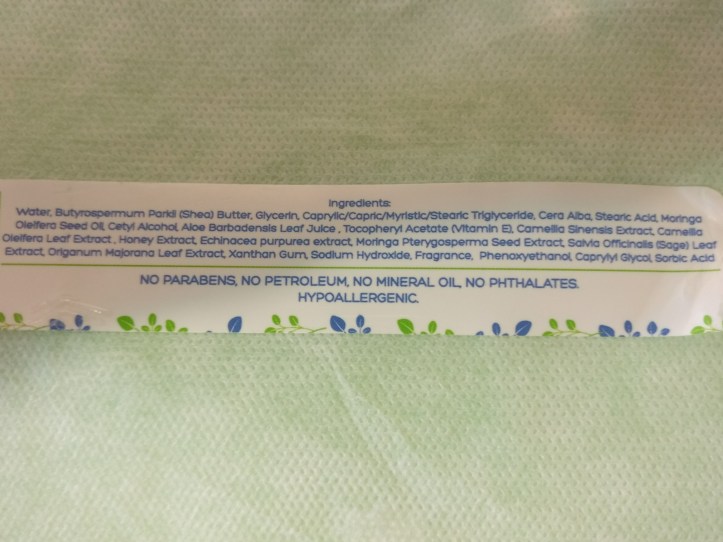 Ingredients:
Water, Butyrospermum Parkii (Shea) Butter, Glycerin, Caprylic/Capric/Myristic/Stearic Triglyceride, Cera Alba, Stearic Acid, Moringa
Oleifera Seed Oil, Cetyl Alcohol, Aloe Barbadensis Leaf Juice , Tocopheryl Acetate (Vitamin E), Camellia Sinensis Extract, Camellia
Oleifera Leaf Extract , Honey Extract, Echinacea purpurea extract, Moringa Pterygosperma Seed Extract, Salvia Officinalis (Sage) Leaf
Extract, Origanum Majorana Leaf Extract, Xanthan Gum, Sodium Hydroxide, Fragrance, Phenoxyethanol, Caprylyl Glycol, Sorbic Acid
NO PARABENS, NO PETROLEUM, NO MINERAL OIL, NO PHTHALATES.
HYPOALLERGENIC.